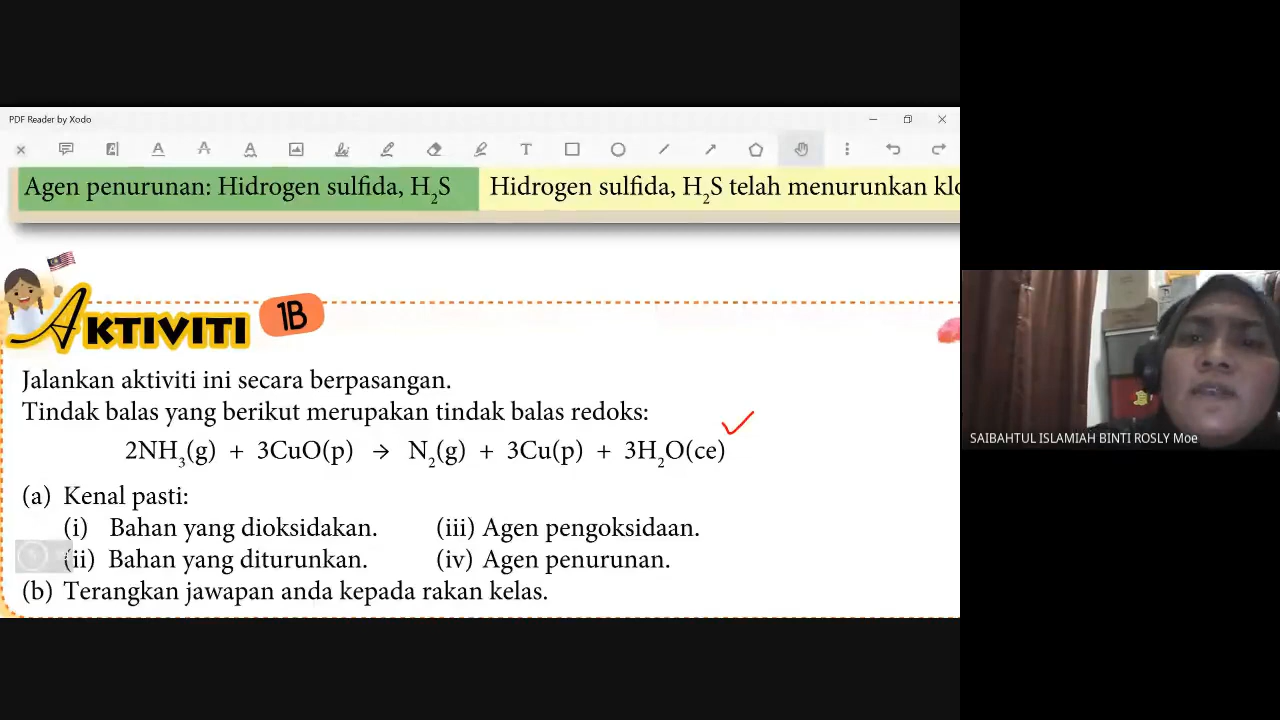 PDF Reader by Xodo
Agen penurunan: Hidrogen sulfida, H₂S
Hidrogen sulfida, H₂S telah menurunkan klo
AKTIVITI 1B
Jalankan aktiviti ini secara berpasangan.
Tindak balas yang berikut merupakan tindak balas redoks:
2NH₃(g) + 3CuO(p) → N₂(g) + 3Cu(p) + 3H₂O(ce)
(a) Kenal pasti:
(i) Bahan yang dioksidakan. (iii) Agen pengoksidaan.
(ii) Bahan yang diturunkan. (iv) Agen penurunan.
(b) Terangkan jawapan anda kepada rakan kelas.
SAIBAHTUL ISLAMIAH BINTI ROSLY Moe